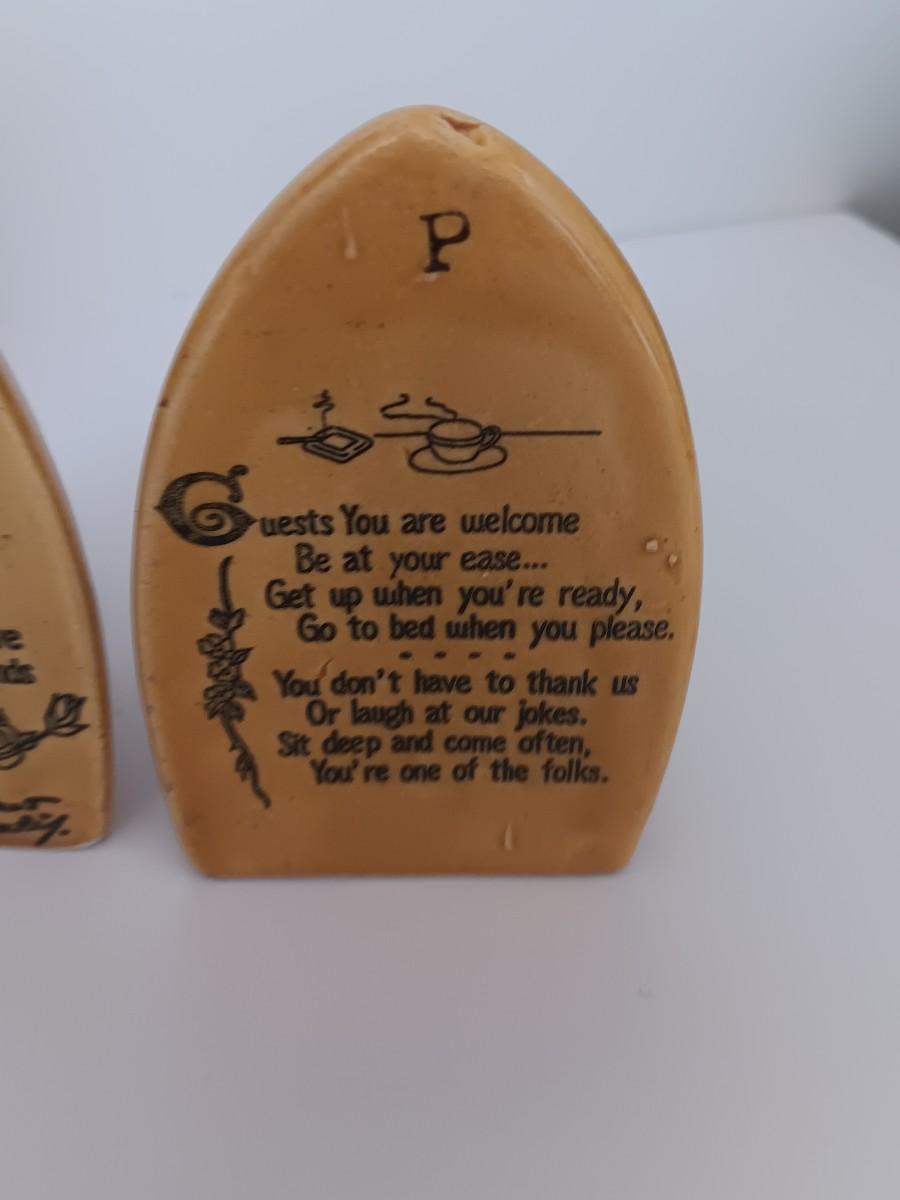 P
Guests You are welcome
Be at your ease...
Get up when you're ready,
Go to bed when you please.
- - - -
You don't have to thank us
Or laugh at our jokes.
Sit deep and come often,
You're one of the folks.